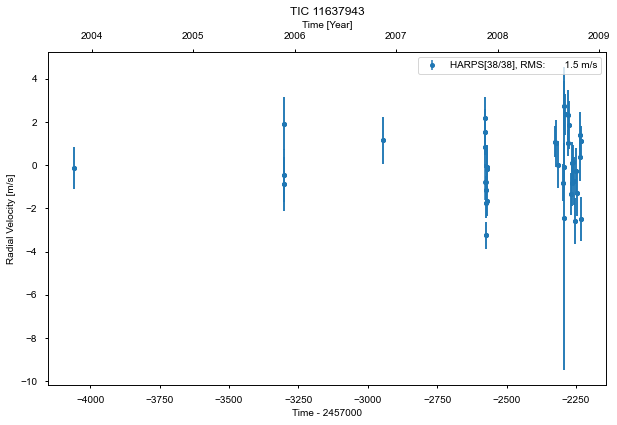 TIC 11637943
Time [Year]
2004 2005 2006 2007 2008 2009
HARPS[38/38], RMS: 1.5 m/s
Radial Velocity [m/s]
4
2
0
−2
−4
−6
−8
−10
−4000 −3750 −3500 −3250 −3000 −2750 −2500 −2250
Time - 2457000